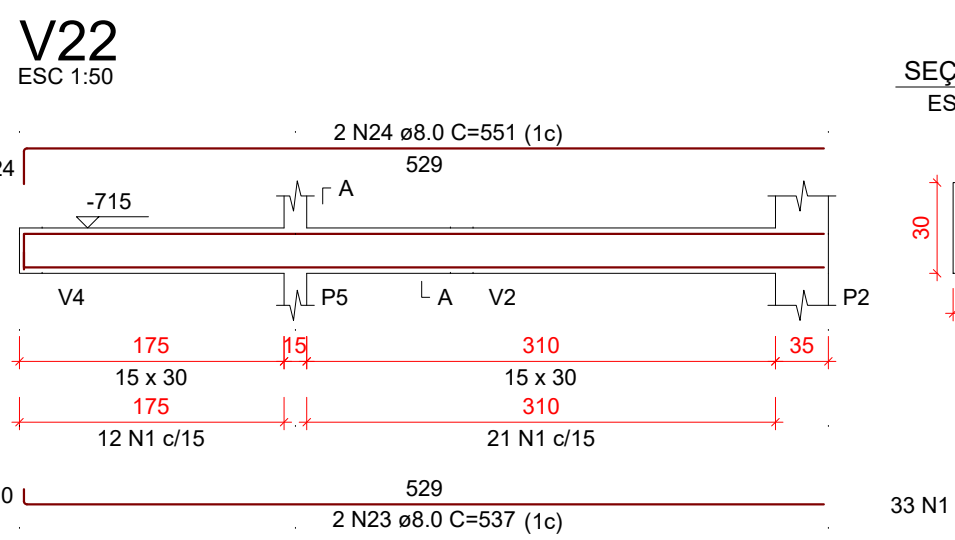 V22
ESC 1:50
SEÇ
ES
2 N24 ø8.0 C=551 (1c)
24
529
A
-715
30
V4
P5
A
V2
P2
175
15
310
35
15 x 30
15 x 30
175
310
12 N1 c/15
21 N1 c/15
0
529
33 N1
2 N23 ø8.0 C=537 (1c)